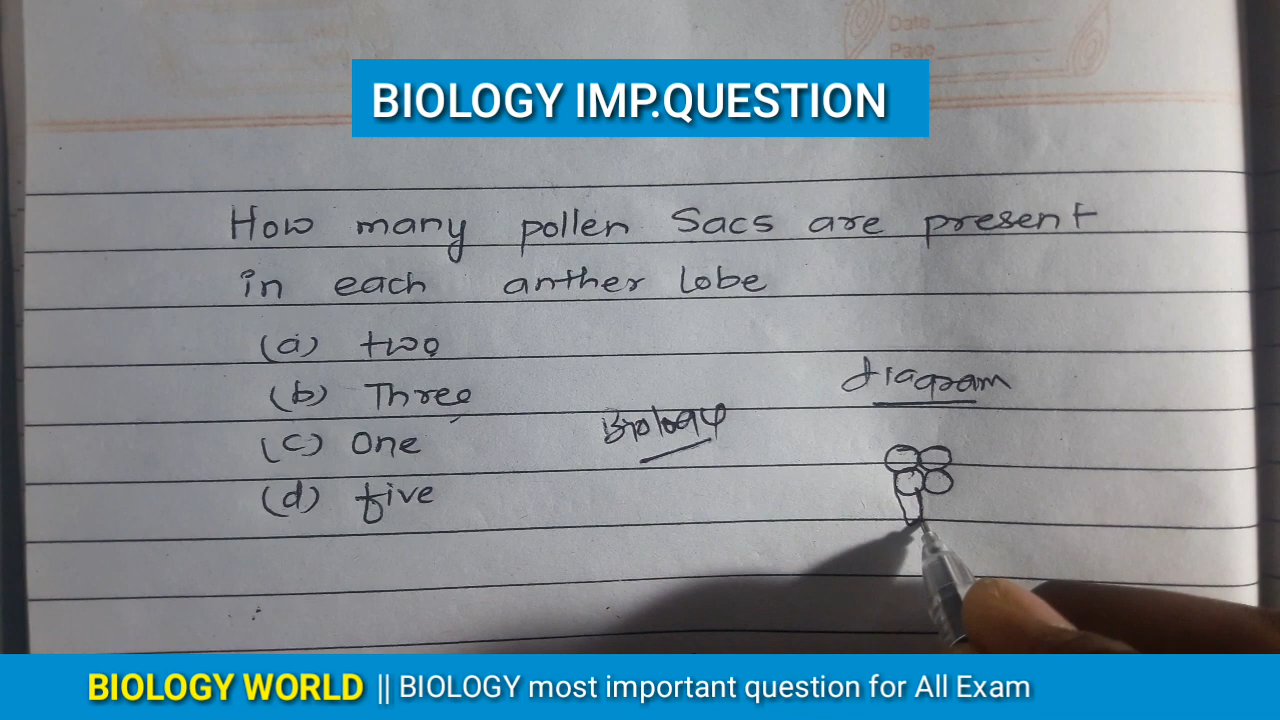 Date
Page
BIOLOGY IMP.QUESTION
How many pollen Sacs are present
in each anther lobe
(a) two
(b) Three
(c) One
(d) five
diagram
Biology
BIOLOGY WORLD || BIOLOGY most important question for All Exam